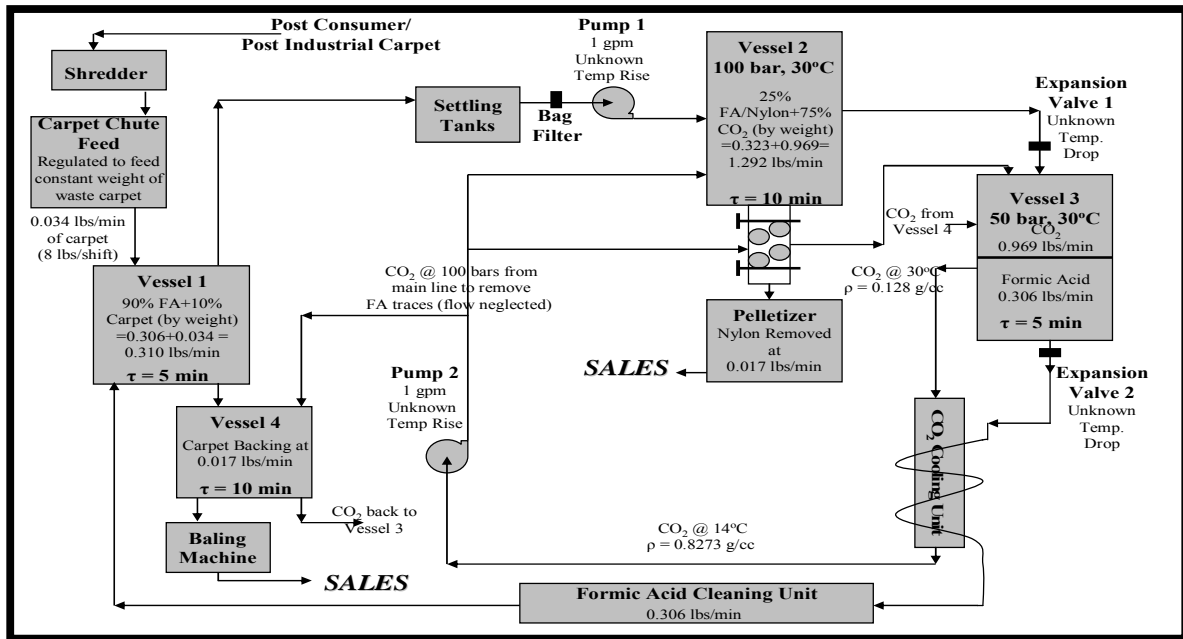 Post Consumer/
Post Industrial Carpet
Shredder
Carpet Chute
Feed
Regulated to feed
constant weight of
waste carpet
0.034 lbs/min
of carpet
(8 lbs/shift)
Vessel 1
90% FA+10%
Carpet (by weight)
=0.306+0.034 =
0.310 lbs/min
τ = 5 min
Vessel 4
Carpet Backing at
0.017 lbs/min
τ = 10 min
Baling
Machine
SALES
CO₂ back to
Vessel 3
Settling
Tanks
Bag
Filter
Pump 1
1 gpm
Unknown
Temp Rise
Vessel 2
100 bar, 30ºC
25%
FA/Nylon+75%
CO₂ (by weight)
=0.323+0.969=
1.292 lbs/min
τ = 10 min
CO₂ @ 100 bars from
main line to remove
FA traces (flow neglected)
Pump 2
1 gpm
Unknown
Temp Rise
Pelletizer
Nylon Removed
at
0.017 lbs/min
SALES
Expansion
Valve 1
Unknown
Temp.
Drop
CO₂ from
Vessel 4
Vessel 3
50 bar, 30ºC
CO₂
0.969 lbs/min
Formic Acid
0.306 lbs/min
τ = 5 min
CO₂ @ 30ºC
ρ = 0.128 g/cc
Expansion
Valve 2
Unknown
Temp.
Drop
CO₂ Cooling Unit
CO₂ @ 14ºC
ρ = 0.8273 g/cc
Formic Acid Cleaning Unit
0.306 lbs/min